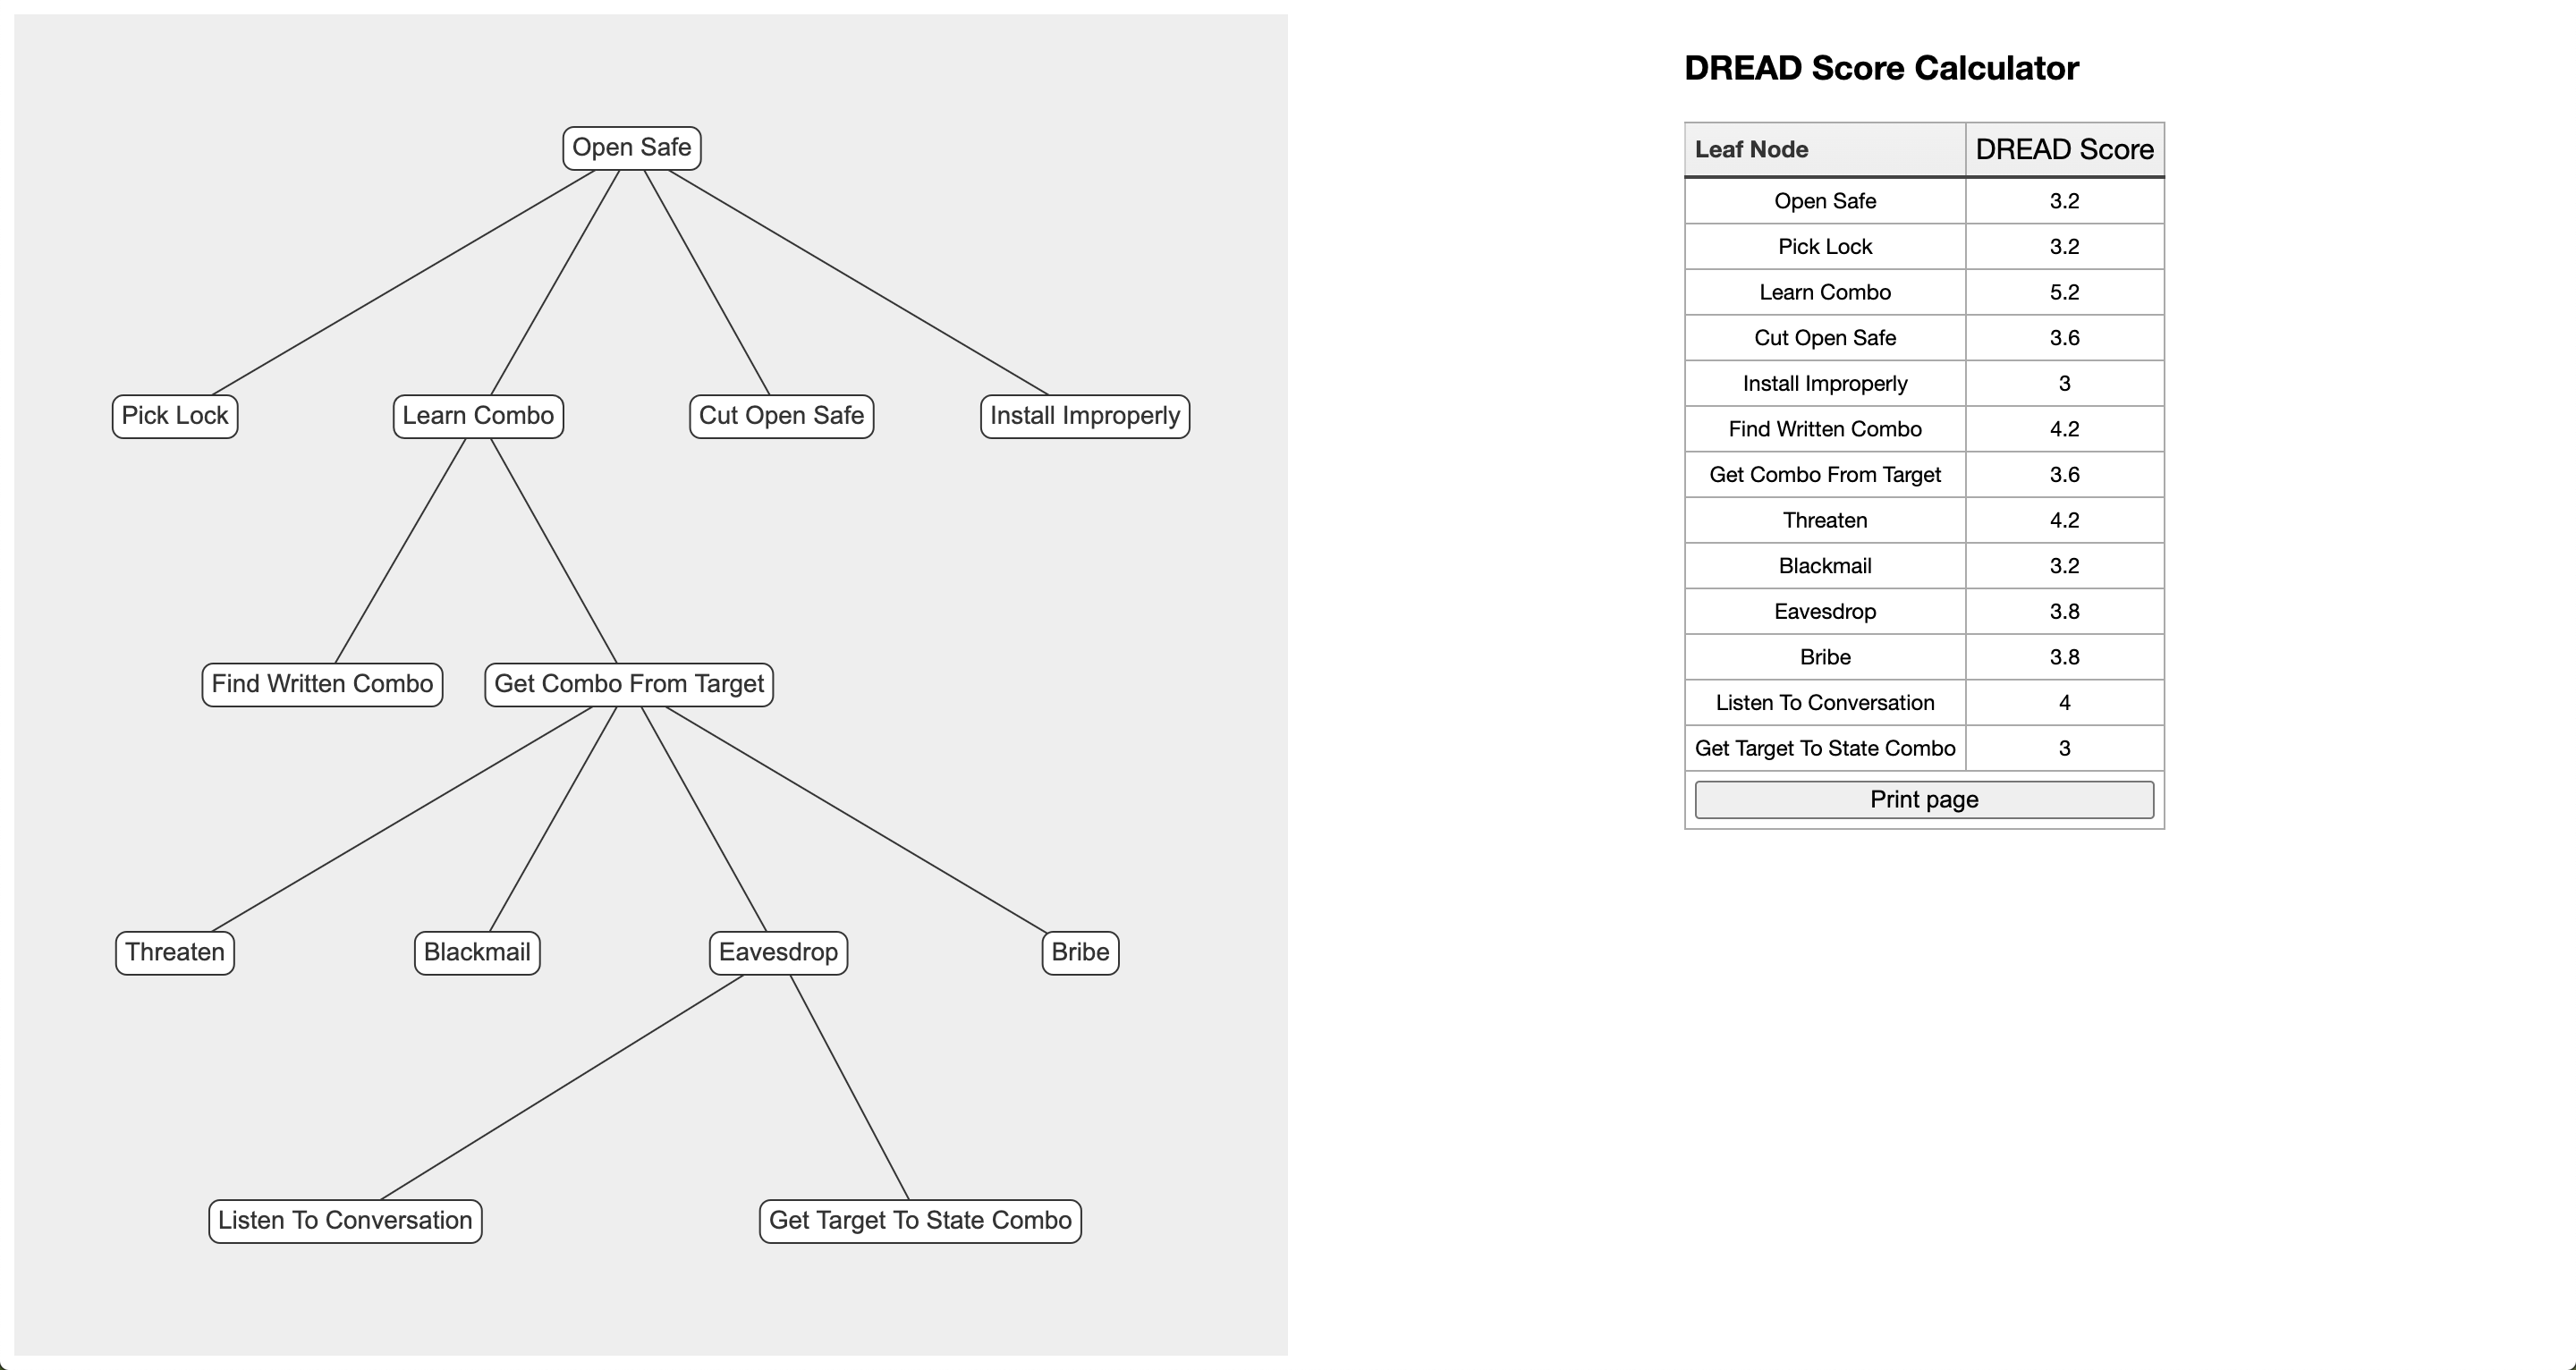 Open Safe
Pick Lock
Learn Combo
Cut Open Safe
Install Improperly
Find Written Combo
Get Combo From Target
Threaten
Blackmail
Eavesdrop
Bribe
Listen To Conversation
Get Target To State Combo
DREAD Score Calculator
Leaf Node DREAD Score
Open Safe 3.2
Pick Lock 3.2
Learn Combo 5.2
Cut Open Safe 3.6
Install Improperly 3
Find Written Combo 4.2
Get Combo From Target 3.6
Threaten 4.2
Blackmail 3.2
Eavesdrop 3.8
Bribe 3.8
Listen To Conversation 4
Get Target To State Combo 3
Print page